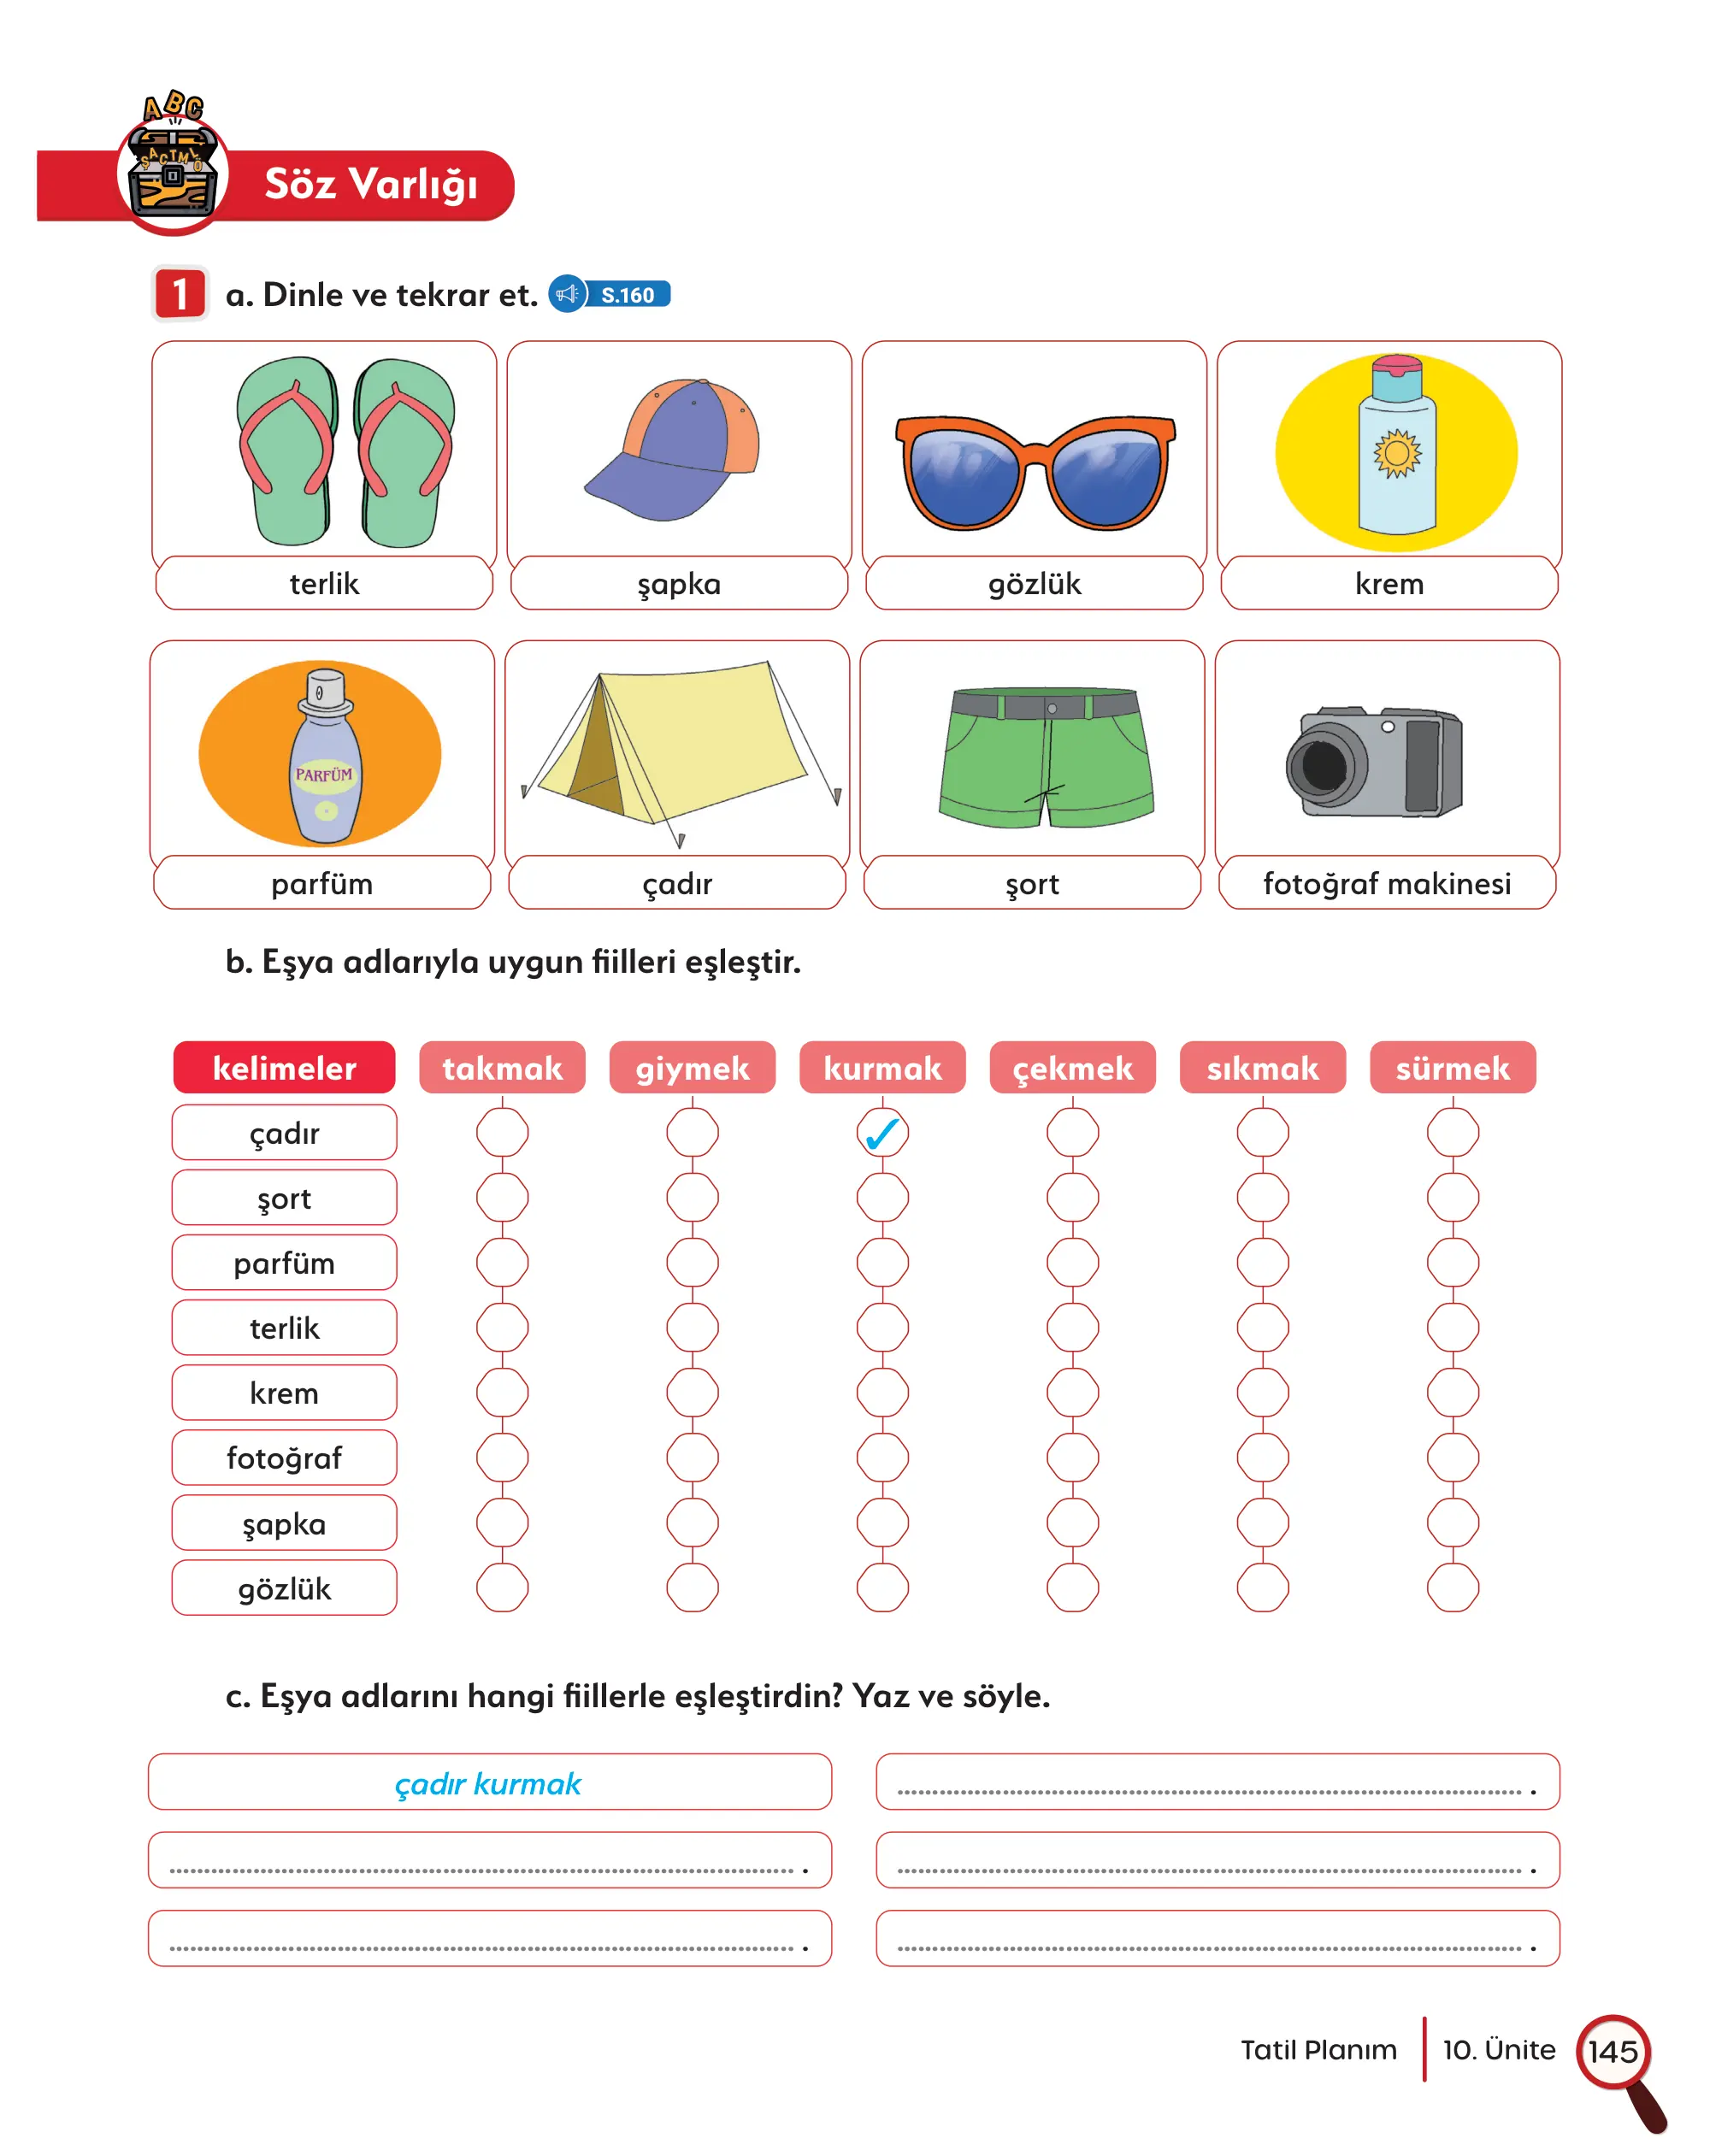 ABC
Söz Varlığı
1 a. Dinle ve tekrar et. S.160
terlik şapka gözlük krem
PARFÜM
parfüm çadır şort fotoğraf makinesi
b. Eşya adlarıyla uygun fiilleri eşleştir.
kelimeler takmak giymek kurmak çekmek sıkmak sürmek
çadır ✓
şort
parfüm
terlik
krem
fotoğraf
şapka
gözlük
c. Eşya adlarını hangi fiillerle eşleştirdin? Yaz ve söyle.
çadır kurmak
Tatil Planım 10. Ünite 145